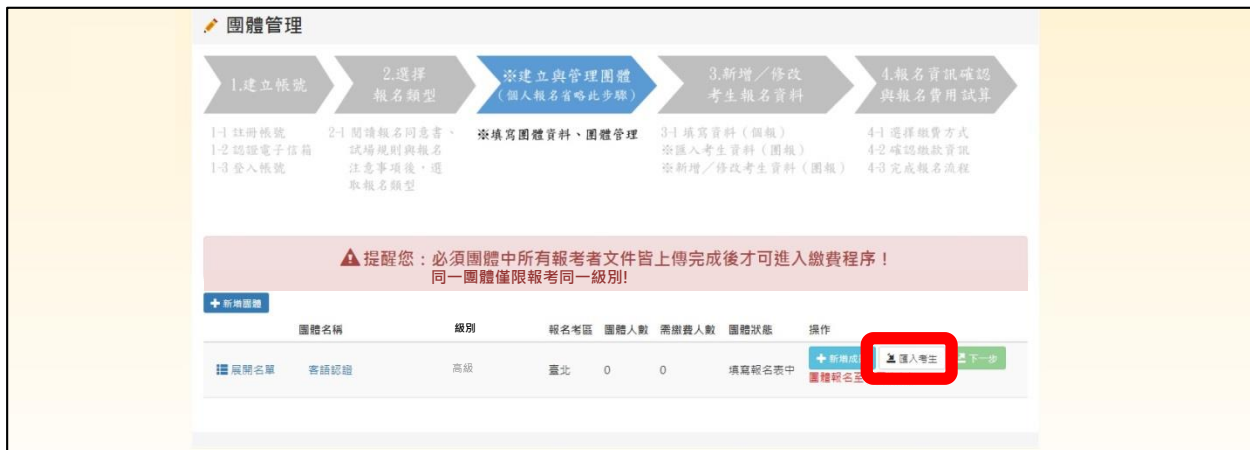 團體管理
1.建立帳號
2.選擇
報名類型
※建立與管理團體
(個人報名省略此步驟)
3.新增／修改
考生報名資料
4.報名資訊確認
與報名費用試算
1-1 註冊帳號
1-2 認證電子信箱
1-3 登入帳號
2-1 閱讀報名同意書、
試場規則與報名
注意事項後，選
取報名類型
※填寫團體資料、團體管理
3-1 填寫資料（個報）
※匯入考生資料（團報）
※新增／修改考生資料（團報）
4-1 選擇繳費方式
4-2 確認繳款資訊
4-3 完成報名流程
提醒您：必須團體中所有報考者文件皆上傳完成後才可進入繳費程序！
同一團體僅限報考同一級別!
新增團體
團體名稱 級別 報名考區 團體人數 需繳費人數 團體狀態 操作
展開名單 客語認證 高級 臺北 0 0 填寫報名表中 新增成 匯入考生 下一步
團體報名至